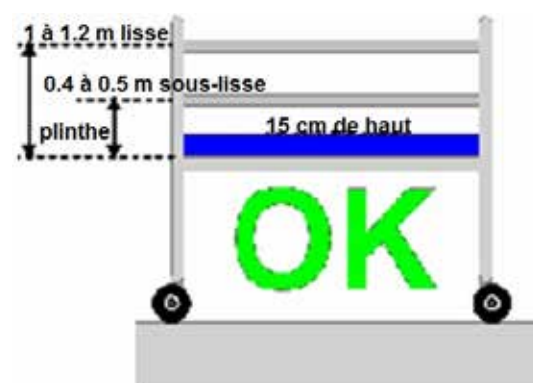 1 à 1.2 m lisse
0.4 à 0.5 m sous-lisse
15 cm de haut
plinthe
OK